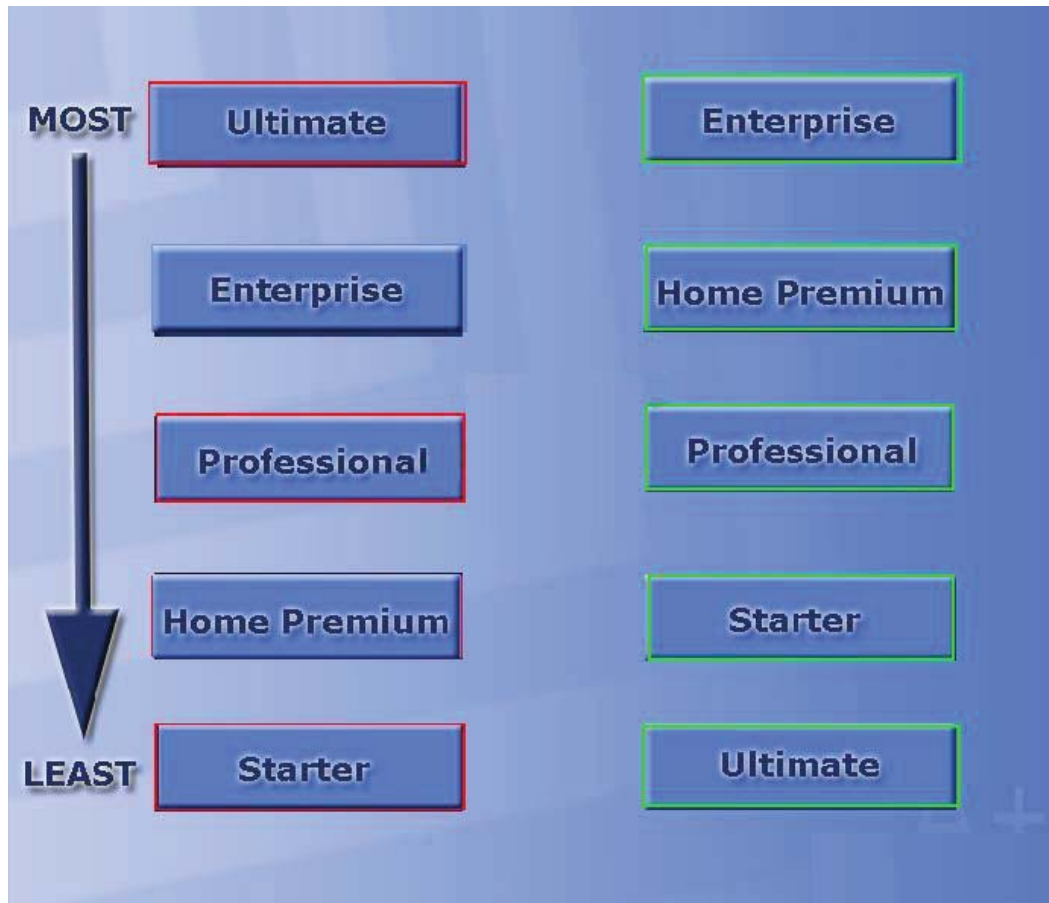 MOST
Ultimate
Enterprise
Enterprise
Home Premium
Professional
Professional
Home Premium
Starter
LEAST
Starter
Ultimate